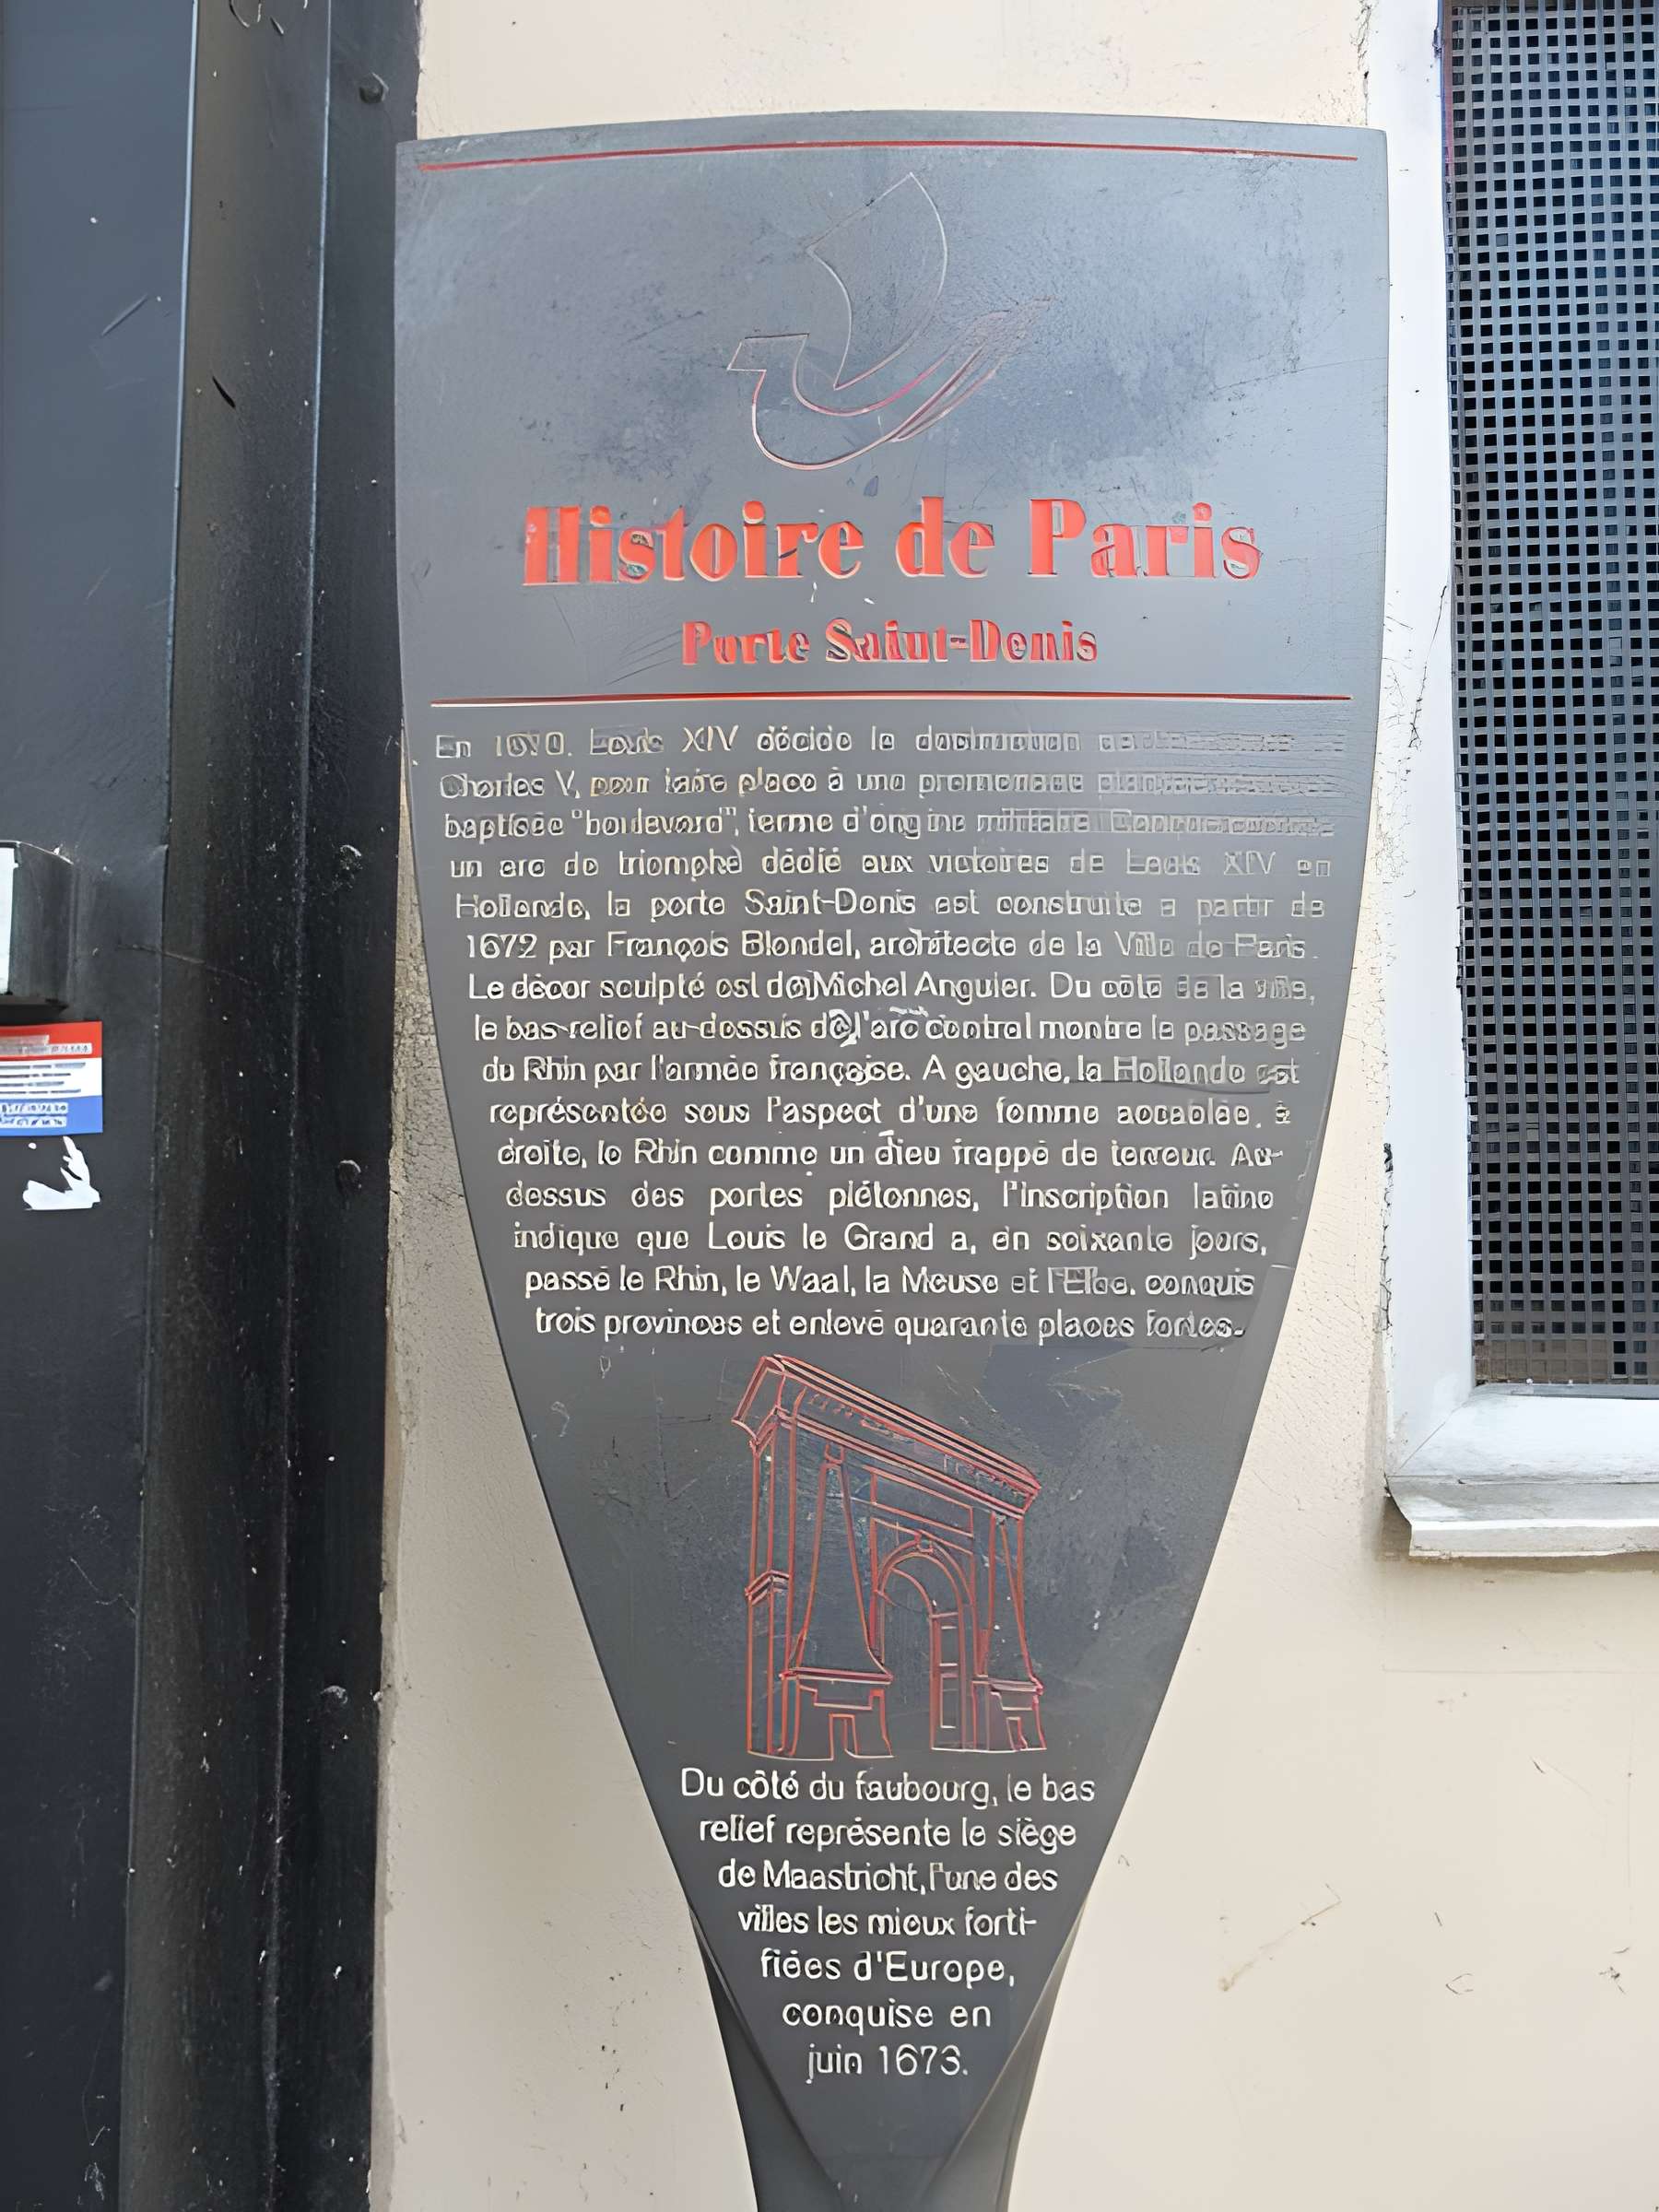 Histoire de Paris
Porte Saint-Denis
En 1670, Louis XIV décide la destruction
Charles V, pour faire place à une promenade
baptisée "boulevard", terme d'origine militaire.
un arc de triomphe dédié aux victoires de Louis XIV en
Hollande, la porte Saint-Denis est construite à partir de
1672 par François Blondel, architecte de la Ville de Paris.
Le décor sculpté est de Michel Anguier. Du côté de la ville,
le bas-relief au-dessus de l'arc central montre le passage
du Rhin par l'armée française. A gauche, la Hollande est
représentée sous l'aspect d'une femme accablée, à
droite, le Rhin comme un dieu frappé de terreur. Au-
dessus des portes piétonnes, l'inscription latine
indique que Louis le Grand a, en soixante jours,
passé le Rhin, le Waal, la Meuse et l'Elbe, conquis
trois provinces et enlevé quarante places fortes.
Du côté du faubourg, le bas
relief représente le siège
de Maastricht, l'une des
villes les mieux forti-
fiées d'Europe,
conquise en
juin 1673.